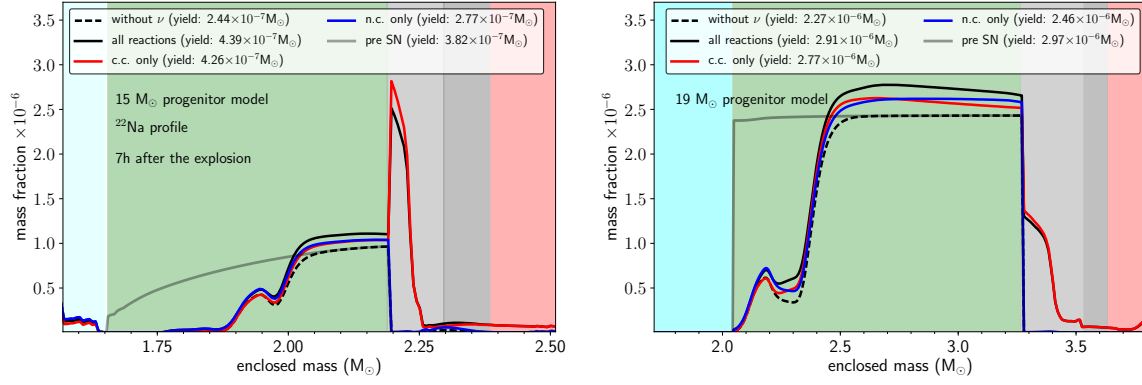 without ν (yield: 2.44×10⁻⁷M☉)
all reactions (yield: 4.39×10⁻⁷M☉)
c.c. only (yield: 4.26×10⁻⁷M☉)
n.c. only (yield: 2.77×10⁻⁷M☉)
pre SN (yield: 3.82×10⁻⁷M☉)
15 M☉ progenitor model
²²Na profile
7h after the explosion
mass fraction ×10⁻⁶
3.5
3.0
2.5
2.0
1.5
1.0
0.5
1.75
2.00
2.25
2.50
enclosed mass (M☉)
without ν (yield: 2.27×10⁻⁶M☉)
all reactions (yield: 2.91×10⁻⁶M☉)
c.c. only (yield: 2.77×10⁻⁶M☉)
n.c. only (yield: 2.46×10⁻⁶M☉)
pre SN (yield: 2.97×10⁻⁶M☉)
19 M☉ progenitor model
mass fraction ×10⁻⁶
3.5
3.0
2.5
2.0
1.5
1.0
0.5
2.0
2.5
3.0
3.5
enclosed mass (M☉)